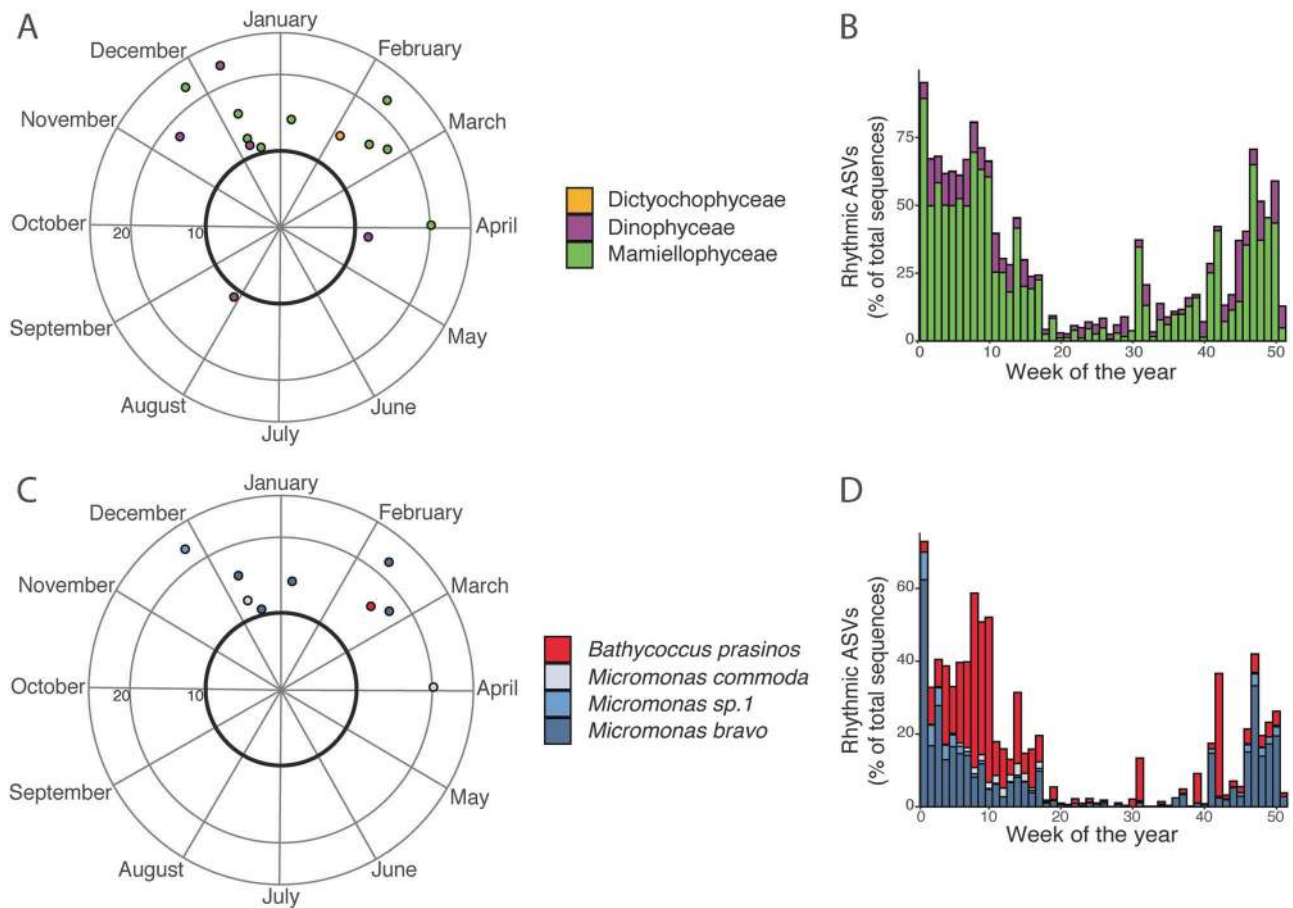 A
January
February
March
April
May
June
July
August
September
October
November
December
20
10
Dictyochophyceae
Dinophyceae
Mamiellophyceae
B
Rhythmic ASVs
(% of total sequences)
75
50
25
0
0
10
20
30
40
50
Week of the year
C
January
February
March
April
May
June
July
August
September
October
November
December
20
10
Bathycoccus prasinos
Micromonas commoda
Micromonas sp.1
Micromonas bravo
D
Rhythmic ASVs
(% of total sequences)
60
40
20
0
0
10
20
30
40
50
Week of the year